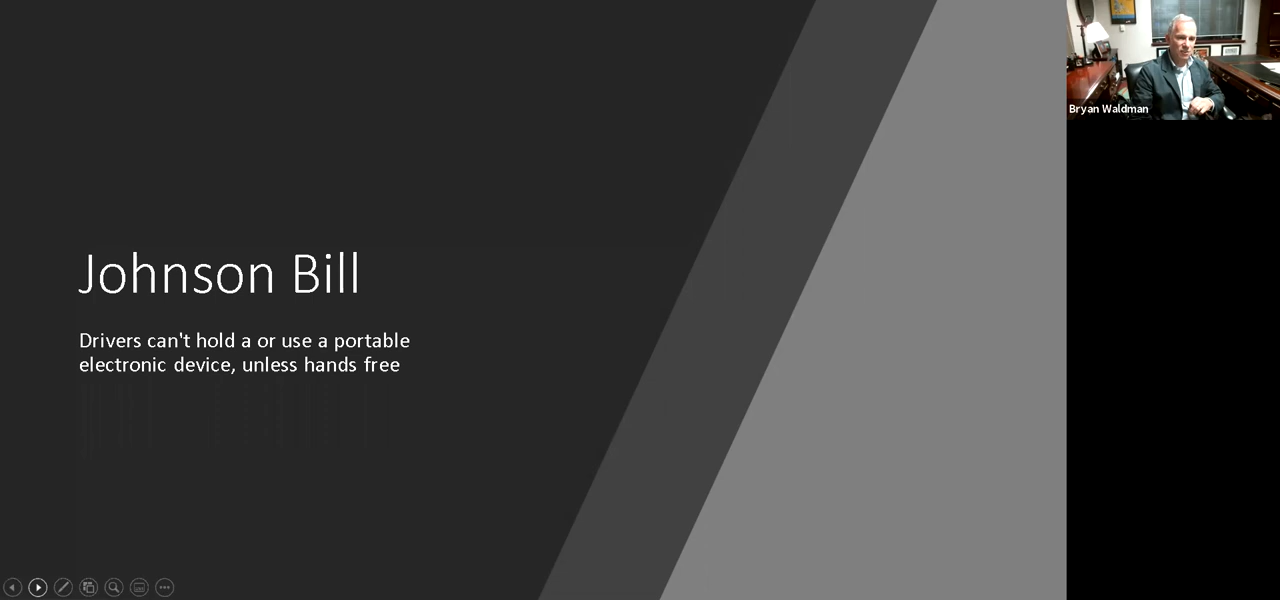 Johnson Bill
Drivers can't hold a or use a portable
electronic device, unless hands free
Bryan Waldman